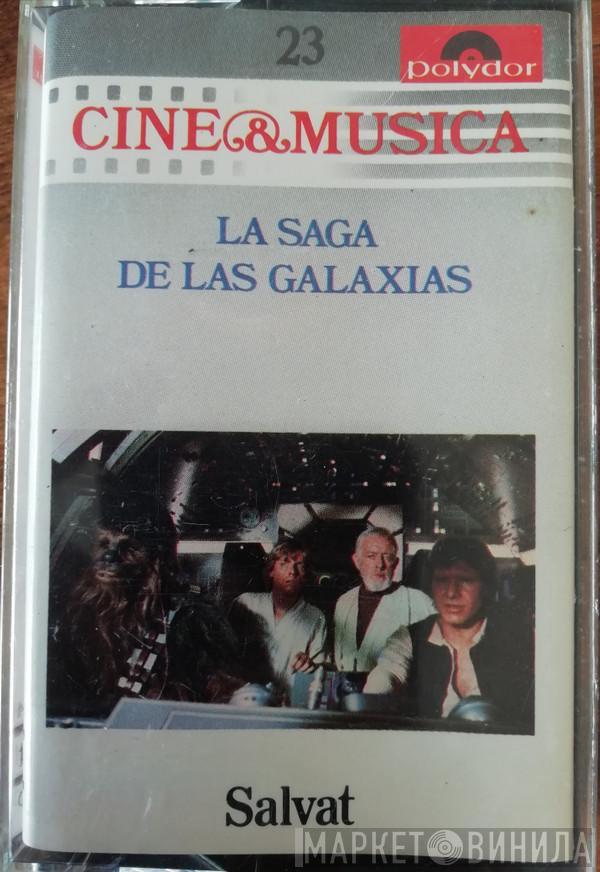 23
polydor
CINE&MUSICA
LA SAGA
DE LAS GALAXIAS
Salvat
МАРКЕТ ВИНИЛА